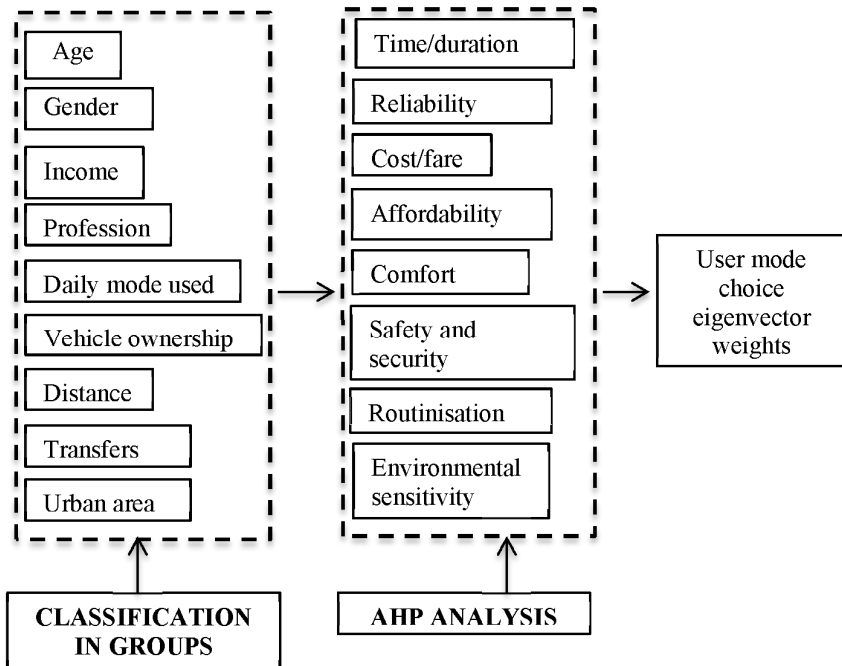 Age
Gender
Income
Profession
Daily mode used
Vehicle ownership
Distance
Transfers
Urban area
CLASSIFICATION
IN GROUPS
Time/duration
Reliability
Cost/fare
Affordability
Comfort
Safety and
security
Routinisation
Environmental
sensitivity
AHP ANALYSIS
User mode
choice
eigenvector
weights